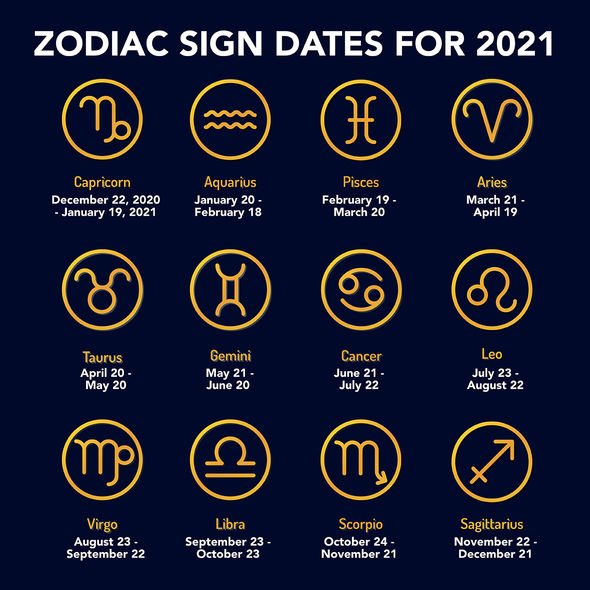 ZODIAC SIGN DATES FOR 2021
Capricorn
December 22, 2020
- January 19, 2021
Aquarius
January 20 -
February 18
Pisces
February 19 -
March 20
Aries
March 21 -
April 19
Taurus
April 20 -
May 20
Gemini
May 21 -
June 20
Cancer
June 21 -
July 22
Leo
July 23 -
August 22
Virgo
August 23 -
September 22
Libra
September 23 -
October 23
Scorpio
October 24 -
November 21
Sagittarius
November 22 -
December 21